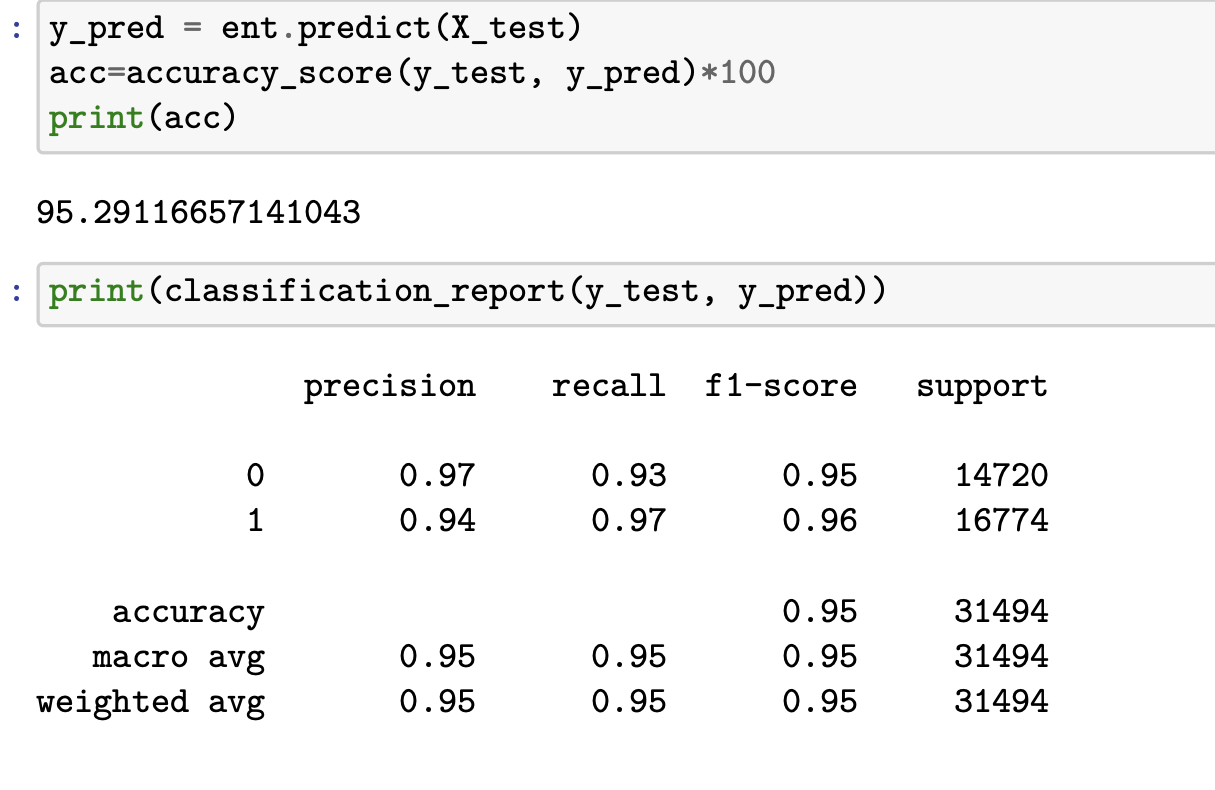 : y_pred = ent.predict(X_test)
acc=accuracy_score(y_test, y_pred)*100
print(acc)
95.29116657141043
: print(classification_report(y_test, y_pred))
precision recall f1-score support
0 0.97 0.93 0.95 14720
1 0.94 0.97 0.96 16774
accuracy 0.95 31494
macro avg 0.95 0.95 0.95 31494
weighted avg 0.95 0.95 0.95 31494